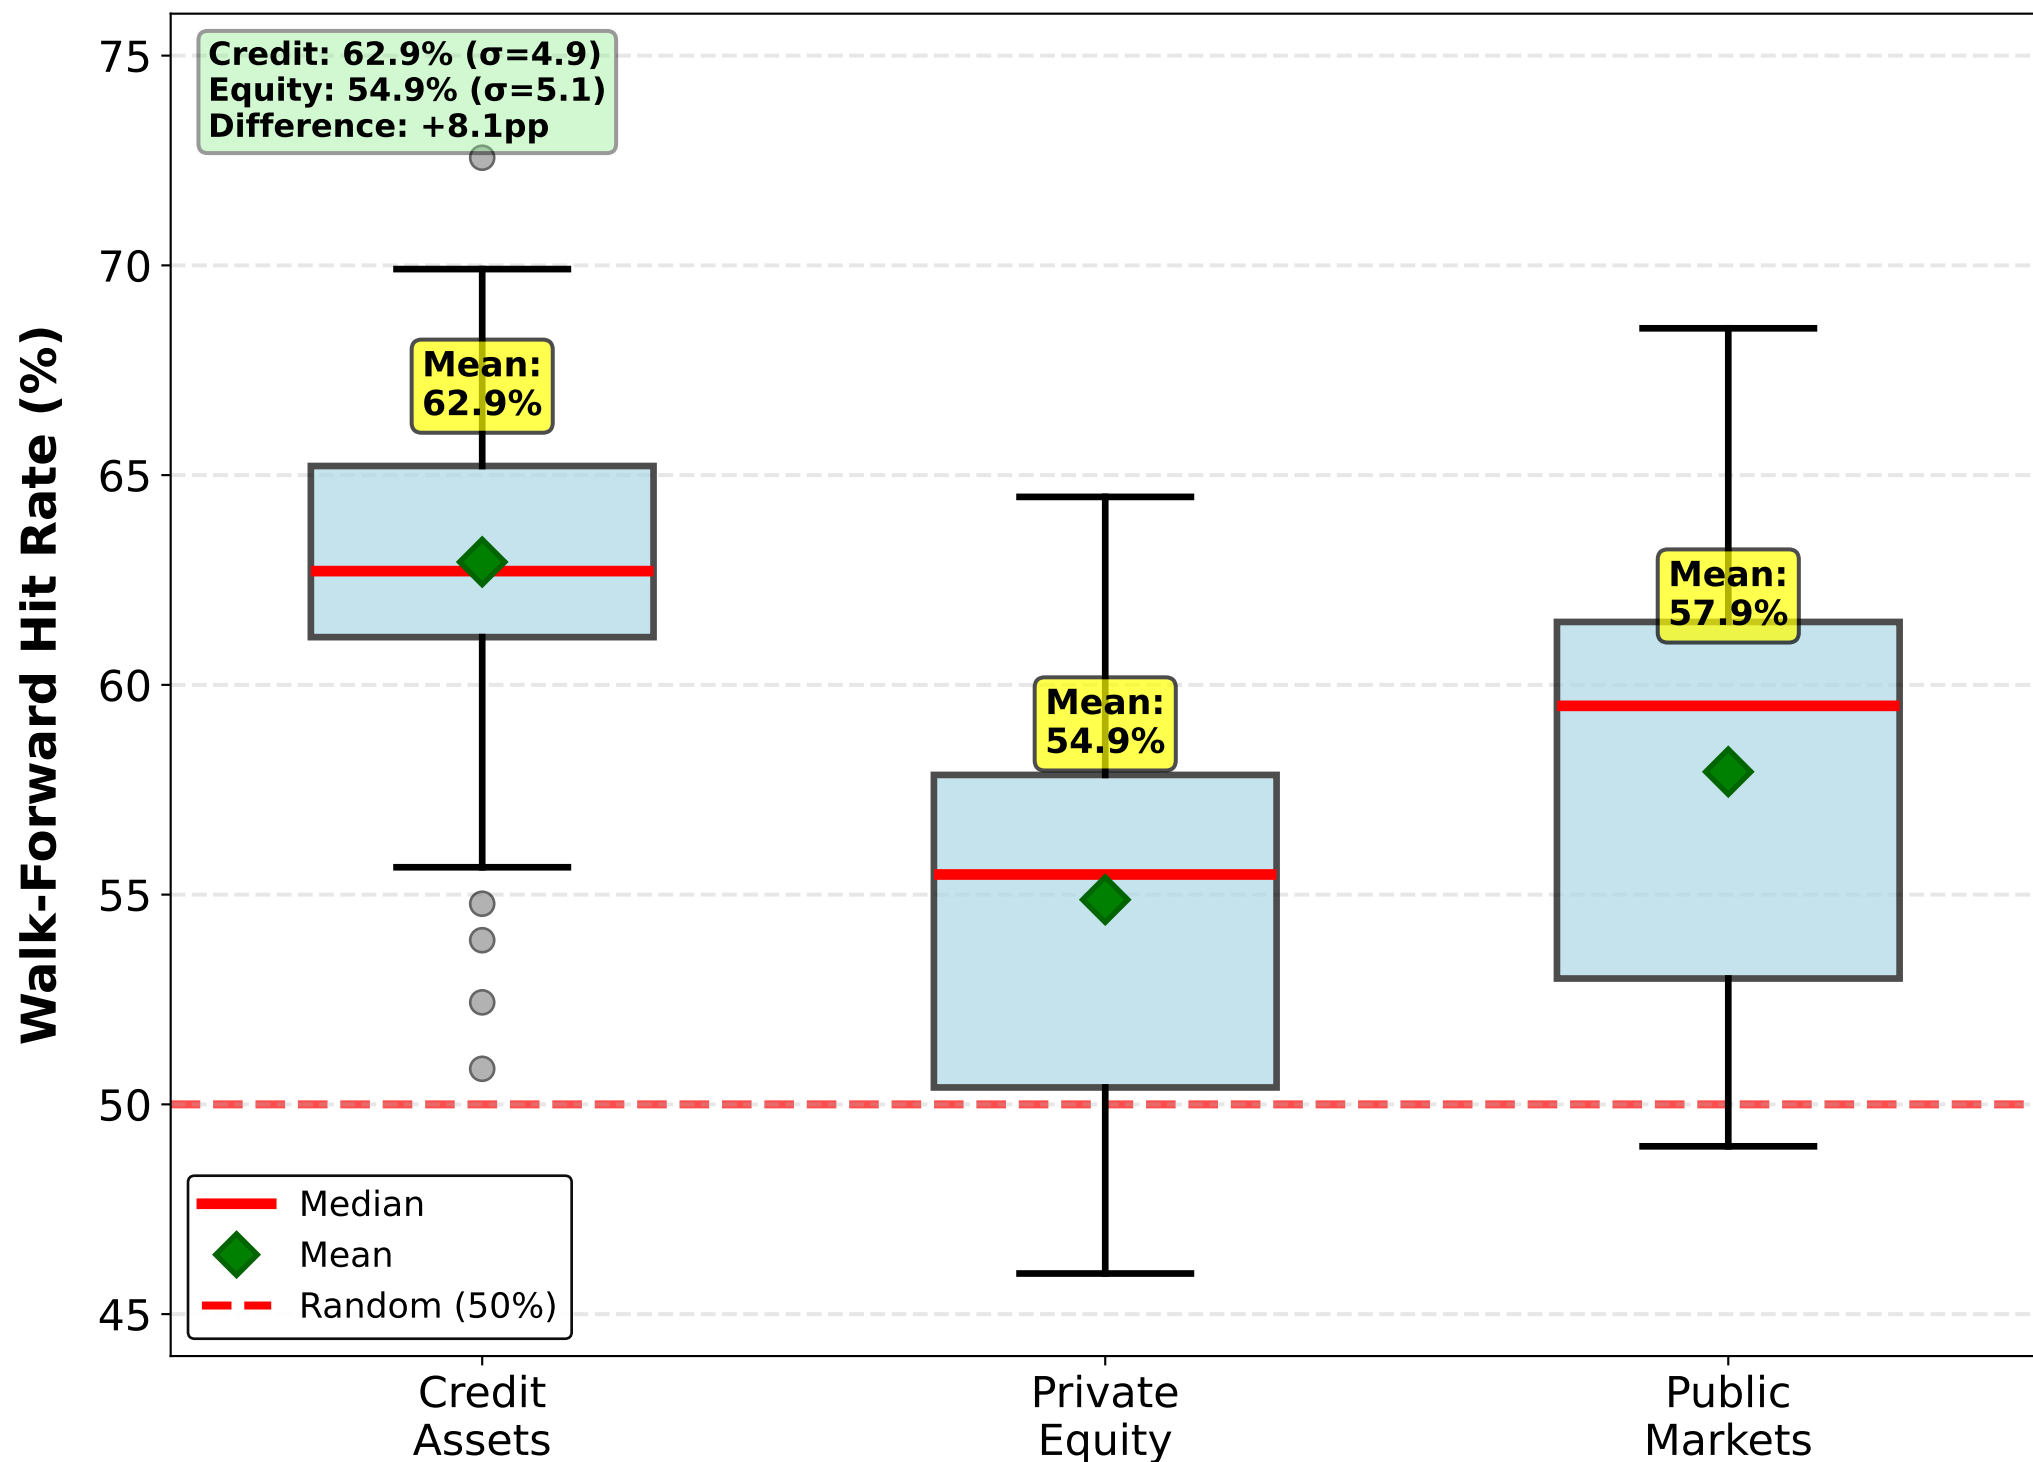 Credit: 62.9% (σ=4.9)
Equity: 54.9% (σ=5.1)
Difference: +8.1pp
Walk-Forward Hit Rate (%)
75
70
65
60
55
50
45
Mean:
62.9%
Mean:
54.9%
Mean:
57.9%
Median
Mean
Random (50%)
Credit
Assets
Private
Equity
Public
Markets